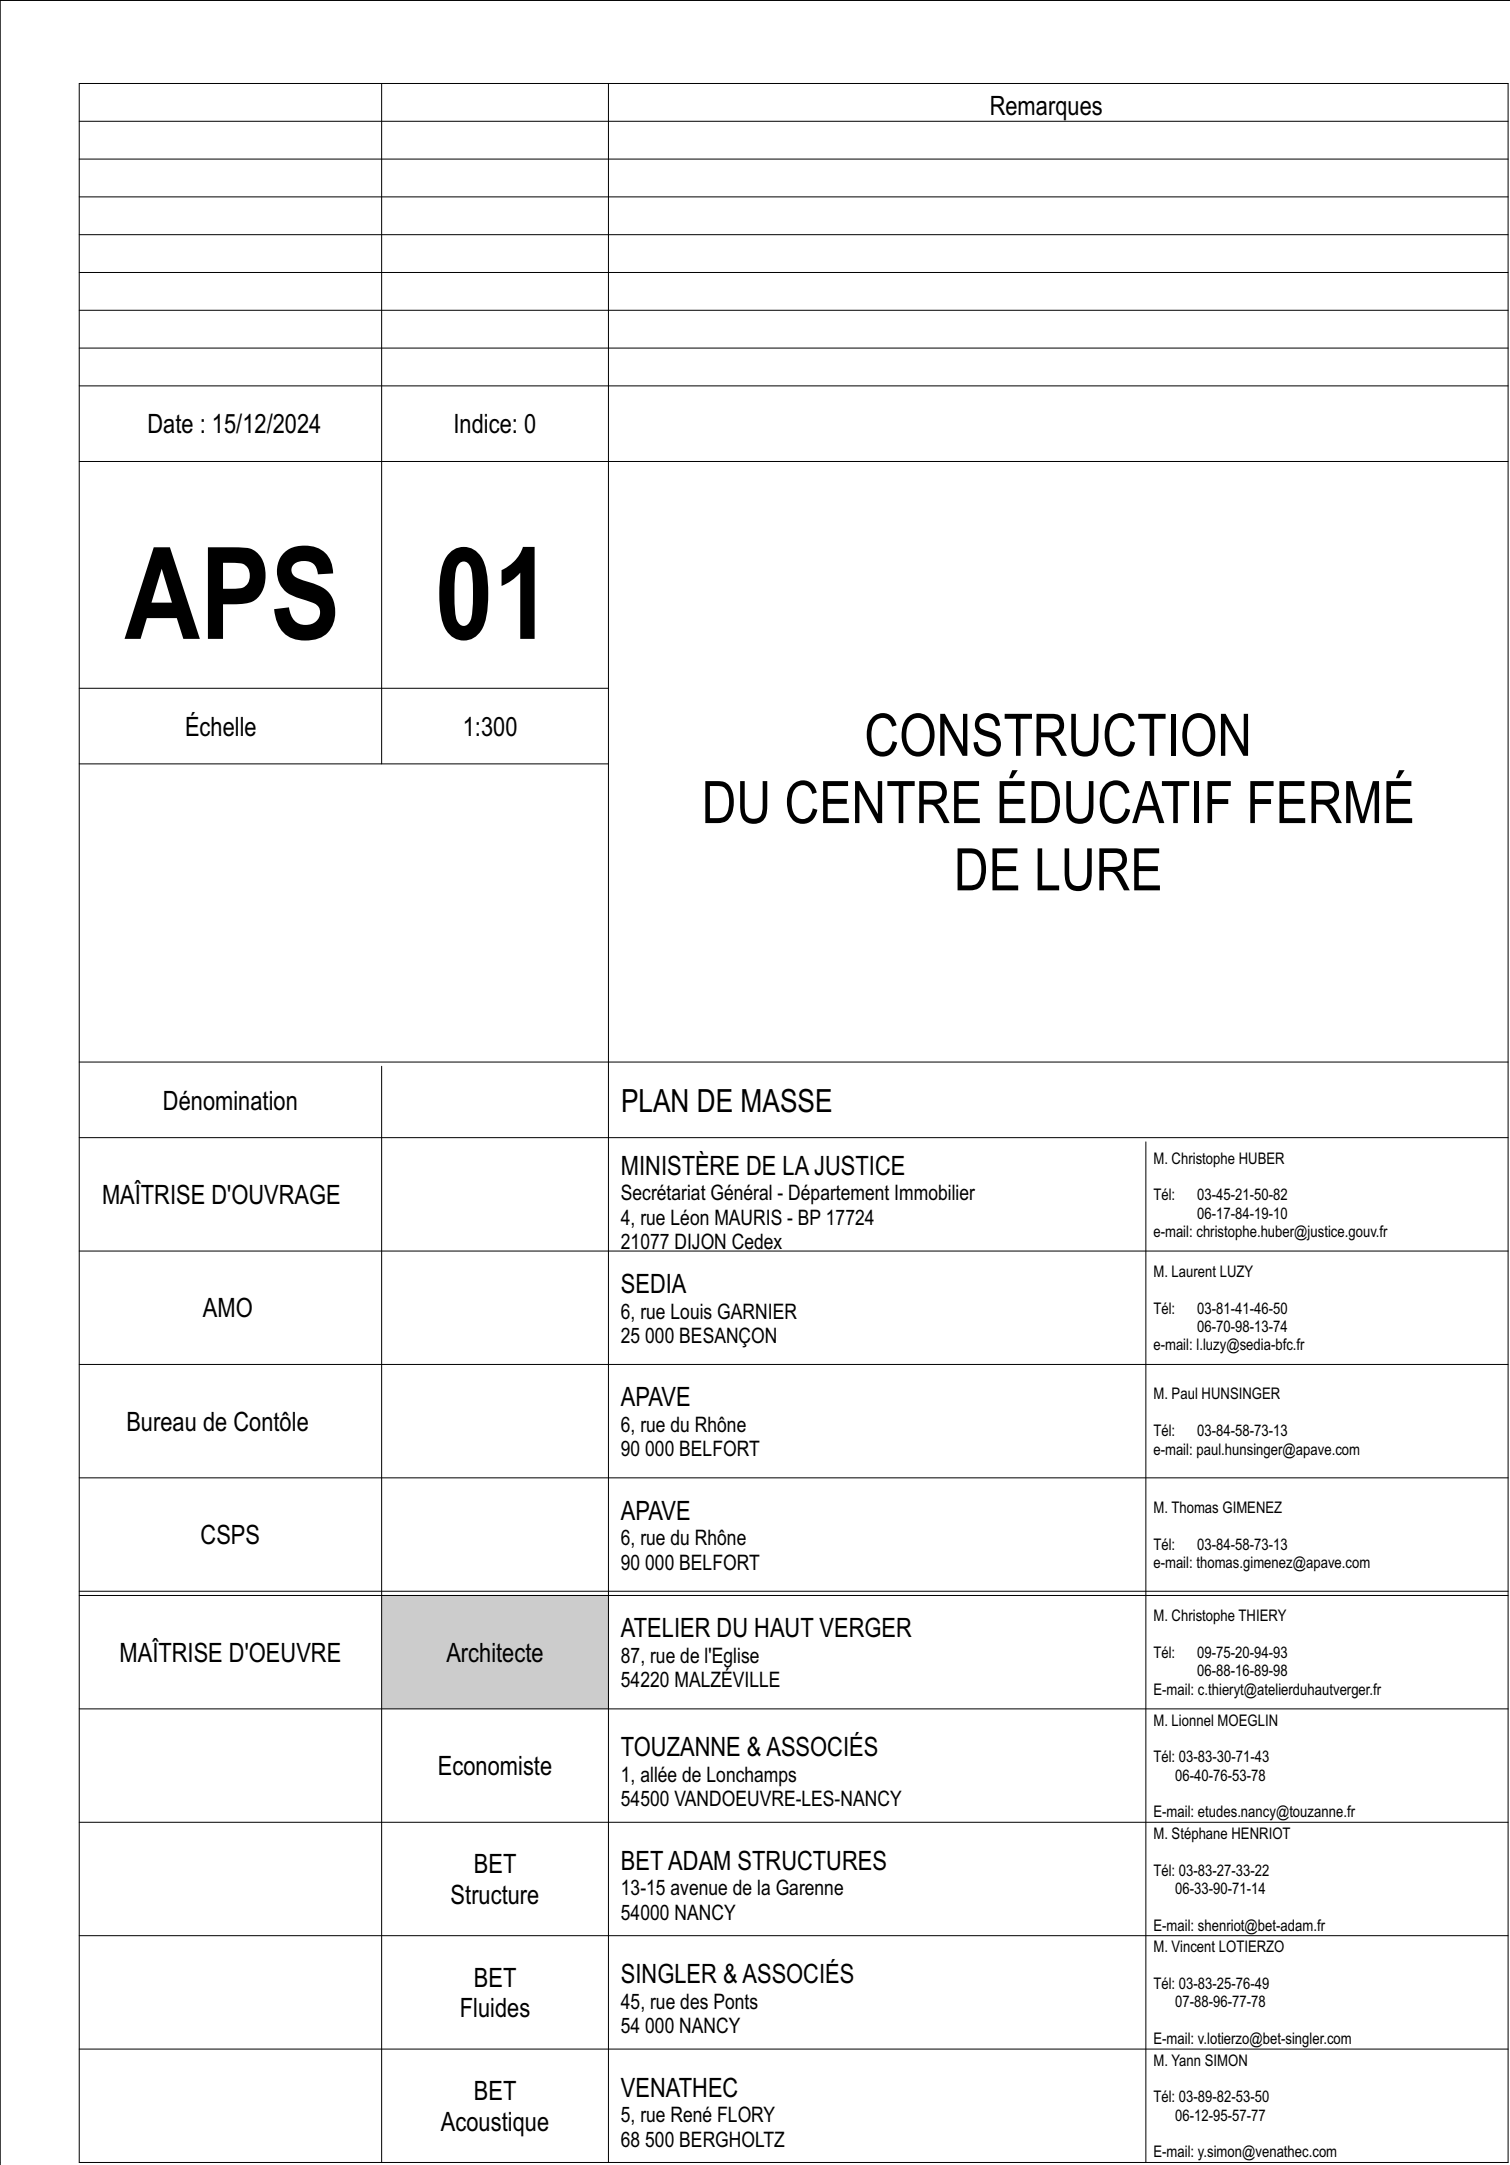 Remarques
Date : 15/12/2024
Indice: 0
APS
01
Échelle
1:300
CONSTRUCTION
DU CENTRE ÉDUCATIF FERMÉ
DE LURE
Dénomination
PLAN DE MASSE
MAÎTRISE D'OUVRAGE
MINISTÈRE DE LA JUSTICE
Secrétariat Général - Département Immobilier
4, rue Léon MAURIS - BP 17724
21077 DIJON Cedex
M. Christophe HUBER
Tél: 03-45-21-50-82
06-17-84-19-10
e-mail: christophe.huber@justice.gouv.fr
AMO
SEDIA
6, rue Louis GARNIER
25 000 BESANÇON
M. Laurent LUZY
Tél: 03-81-41-46-50
06-70-98-13-74
e-mail: l.luzy@sedia-bfc.fr
Bureau de Contôle
APAVE
6, rue du Rhône
90 000 BELFORT
M. Paul HUNSINGER
Tél: 03-84-58-73-13
e-mail: paul.hunsinger@apave.com
CSPS
APAVE
6, rue du Rhône
90 000 BELFORT
M. Thomas GIMENEZ
Tél: 03-84-58-73-13
e-mail: thomas.gimenez@apave.com
MAÎTRISE D'OEUVRE
Architecte
ATELIER DU HAUT VERGER
87, rue de l'Eglise
54220 MALZÉVILLE
M. Christophe THIERY
Tél: 09-75-20-94-93
06-88-16-89-98
E-mail: c.thieryt@atelierduhautverger.fr
Economiste
TOUZANNE & ASSOCIÉS
1, allée de Lonchamps
54500 VANDOEUVRE-LES-NANCY
M. Lionnel MOEGLIN
Tél: 03-83-30-71-43
06-40-76-53-78
E-mail: etudes.nancy@touzanne.fr
BET
Structure
BET ADAM STRUCTURES
13-15 avenue de la Garenne
54000 NANCY
M. Stéphane HENRIOT
Tél: 03-83-27-33-22
06-33-90-71-14
E-mail: shenriot@bet-adam.fr
BET
Fluides
SINGLER & ASSOCIÉS
45, rue des Ponts
54 000 NANCY
M. Vincent LOTIERZO
Tél: 03-83-25-76-49
07-88-96-77-78
E-mail: v.lotierzo@bet-singler.com
BET
Acoustique
VENATHEC
5, rue René FLORY
68 500 BERGHOLTZ
M. Yann SIMON
Tél: 03-89-82-53-50
06-12-95-57-77
E-mail: y.simon@venathec.com